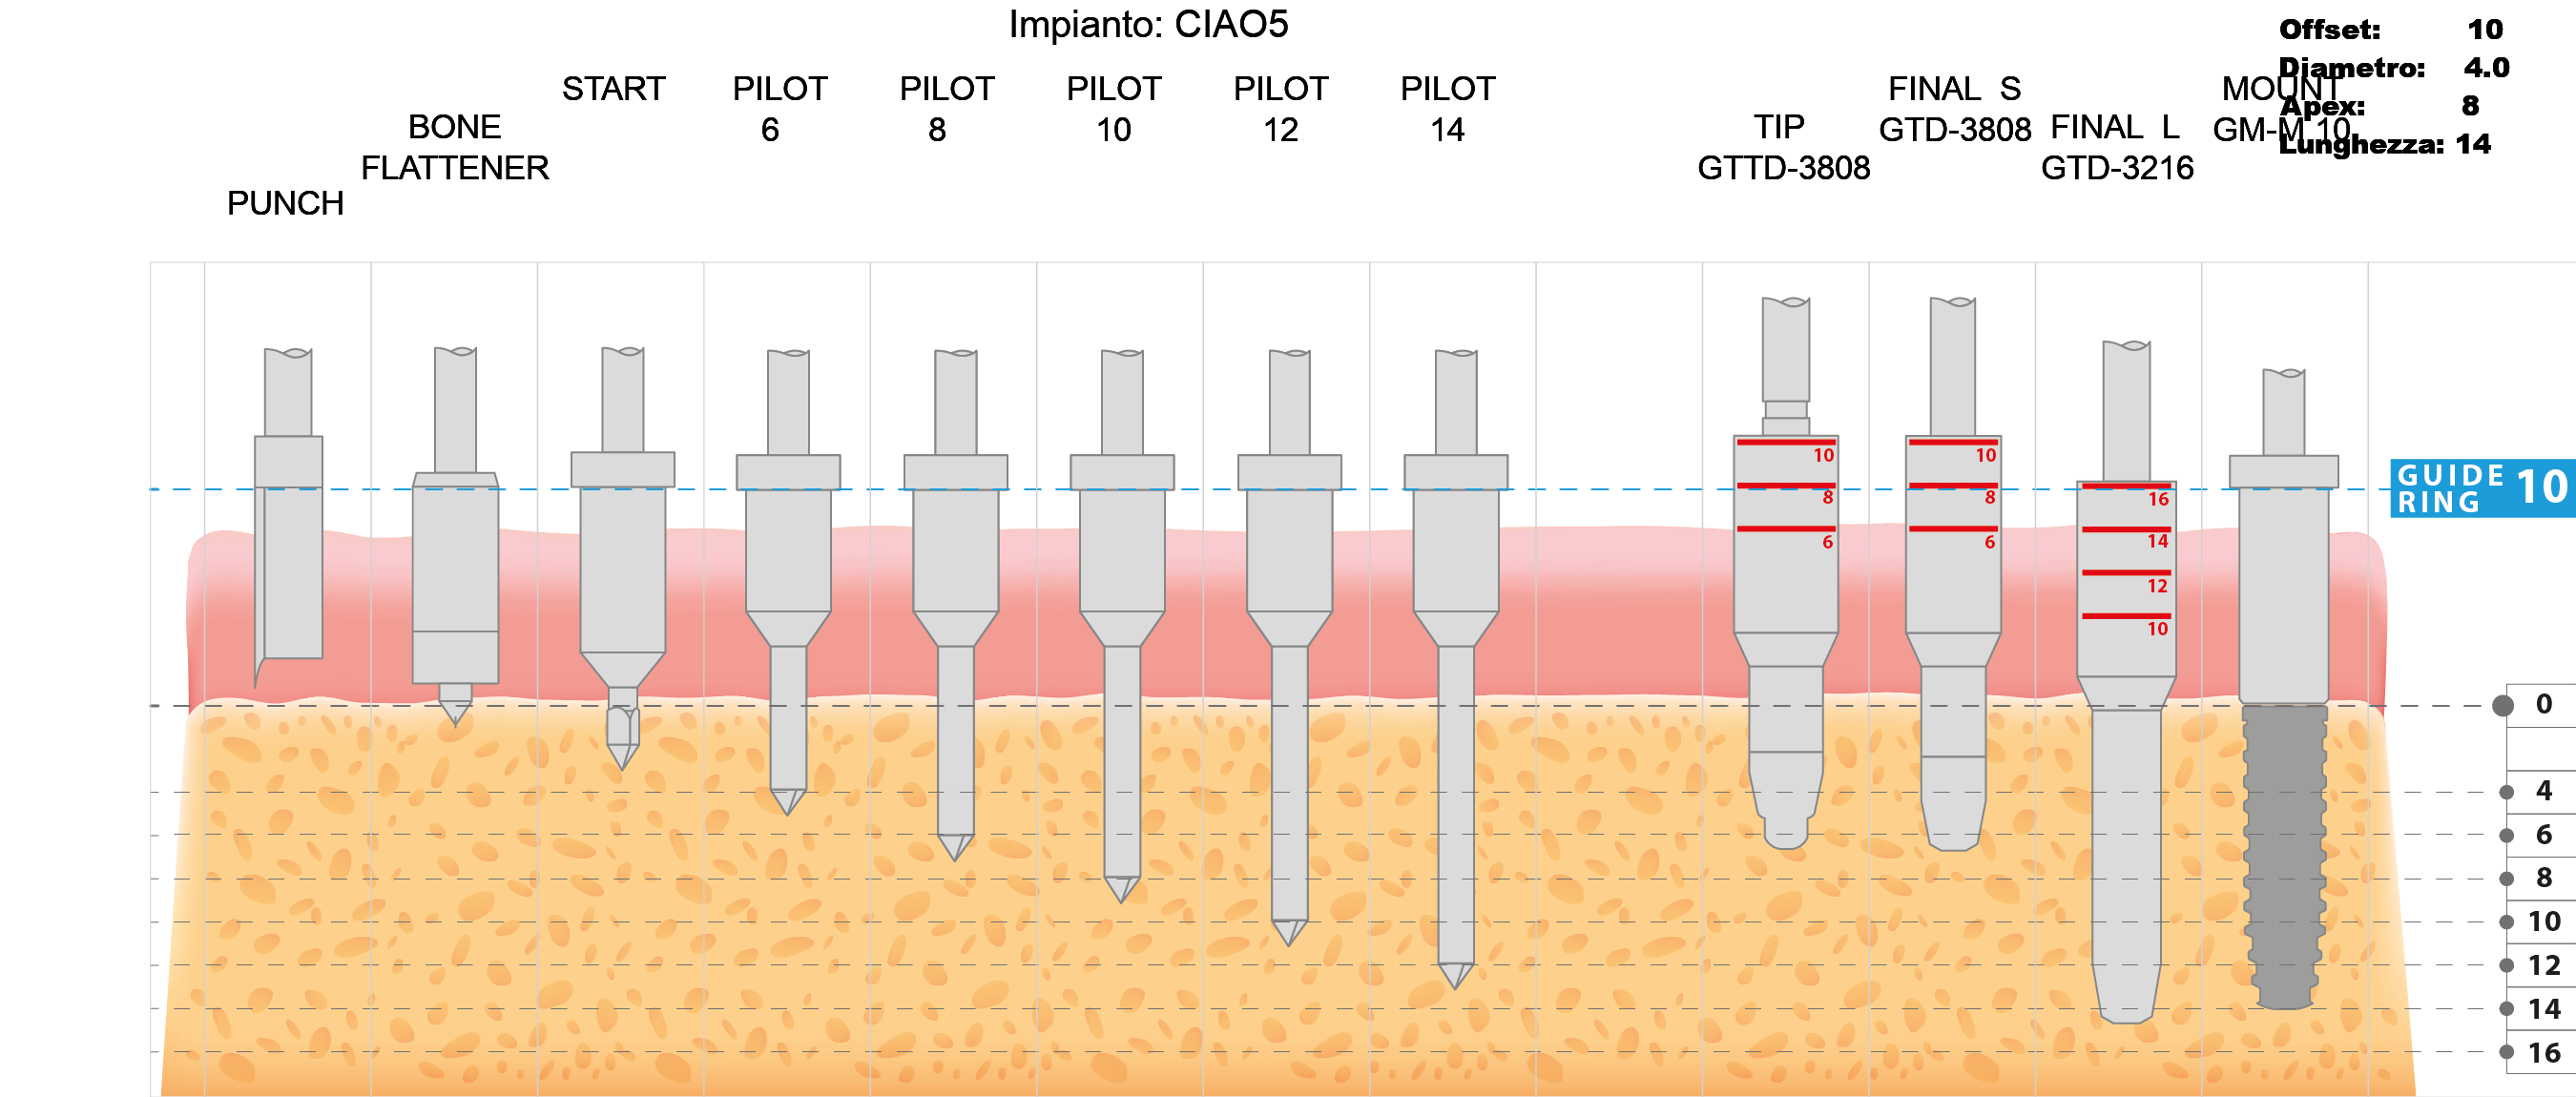 Impianto: CIAO5
Offset: 10
Diametro: 4.0
Apex: 8
Lunghezza: 14
PUNCH
BONE
FLATTENER
START
PILOT
6
PILOT
8
PILOT
10
PILOT
12
PILOT
14
TIP
GTTD-3808
FINAL S
GTD-3808
FINAL L
GTD-3216
MOUNT
GM-M 10
10
8
6
10
8
6
16
14
12
10
GUIDE
RING 10
0
4
6
8
10
12
14
16